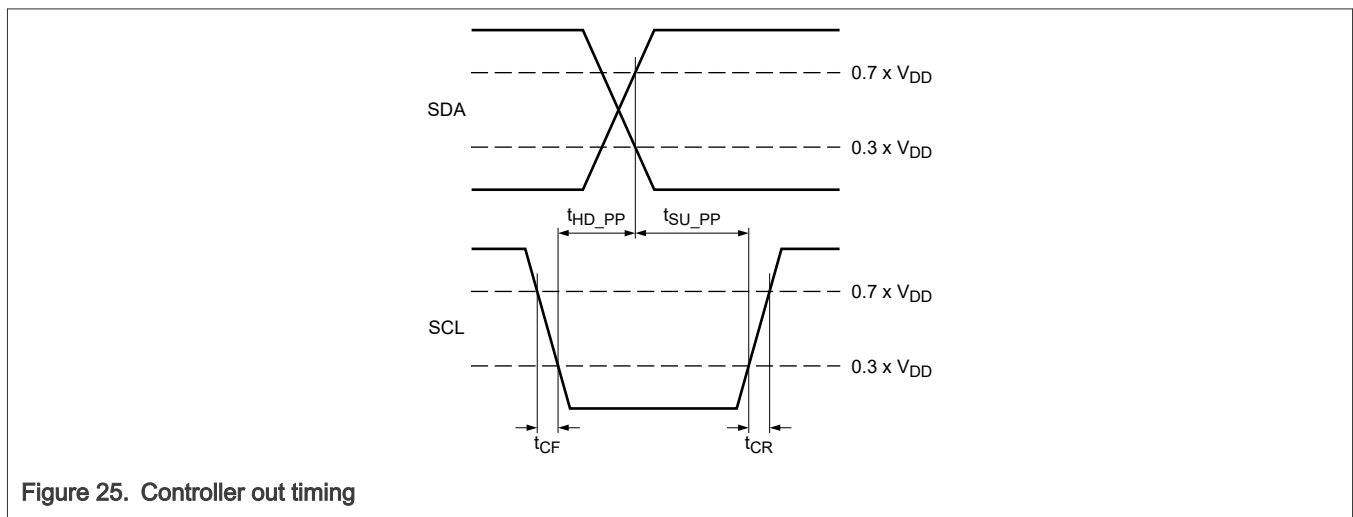 0.7 x VDD
SDA
0.3 x VDD
tHD_PP tSU_PP
0.7 x VDD
SCL
0.3 x VDD
tCF tCR
Figure 25. Controller out timing